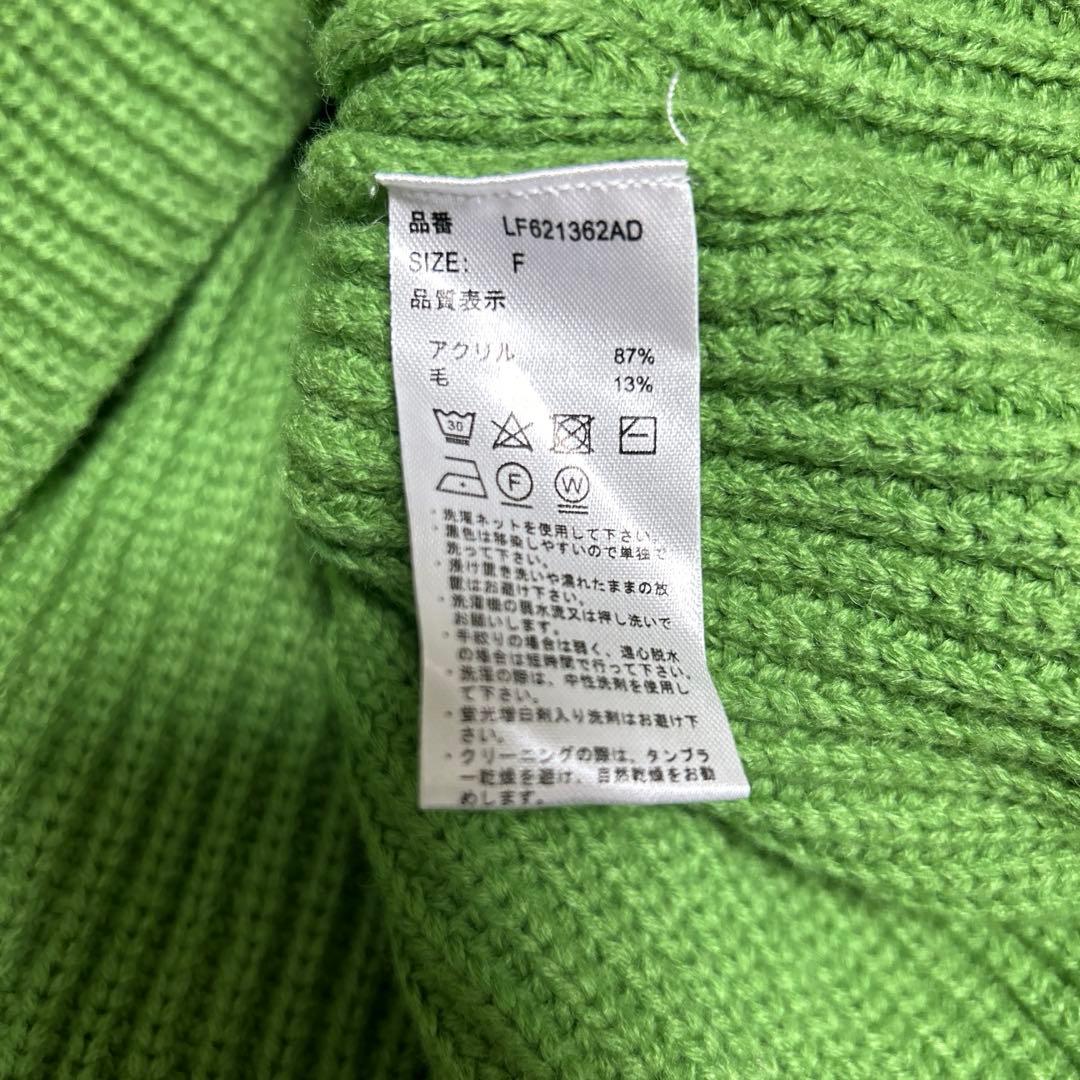 品番 LF621362AD
SIZE: F
品質表示
アクリル 87%
毛 13%
30
F W
・洗濯ネットを使用して下さい。
・濃色は移染しやすいので単独で
洗って下さい。
・漬け置き洗いや濡れたままの放
置はお避け下さい。
・洗濯機の弱水流又は押し洗いで
お願いします。
・手絞りの場合は弱く、遠心脱水
の場合は短時間で行って下さい。
・洗濯の際は、中性洗剤を使用し
て下さい。
・蛍光増白剤入り洗剤はお避け下
さい。
・クリーニングの際は、タンブラ
ー乾燥を避け、自然乾燥をお勧
めします。